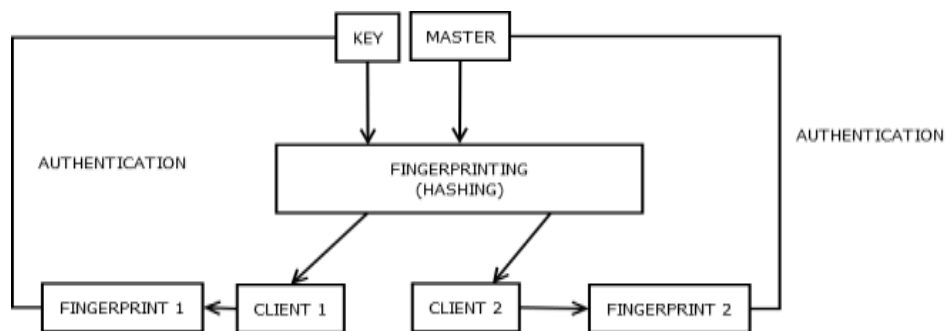 KEY
MASTER
AUTHENTICATION
AUTHENTICATION
FINGERPRINTING
(HASHING)
FINGERPRINT 1
CLIENT 1
CLIENT 2
FINGERPRINT 2